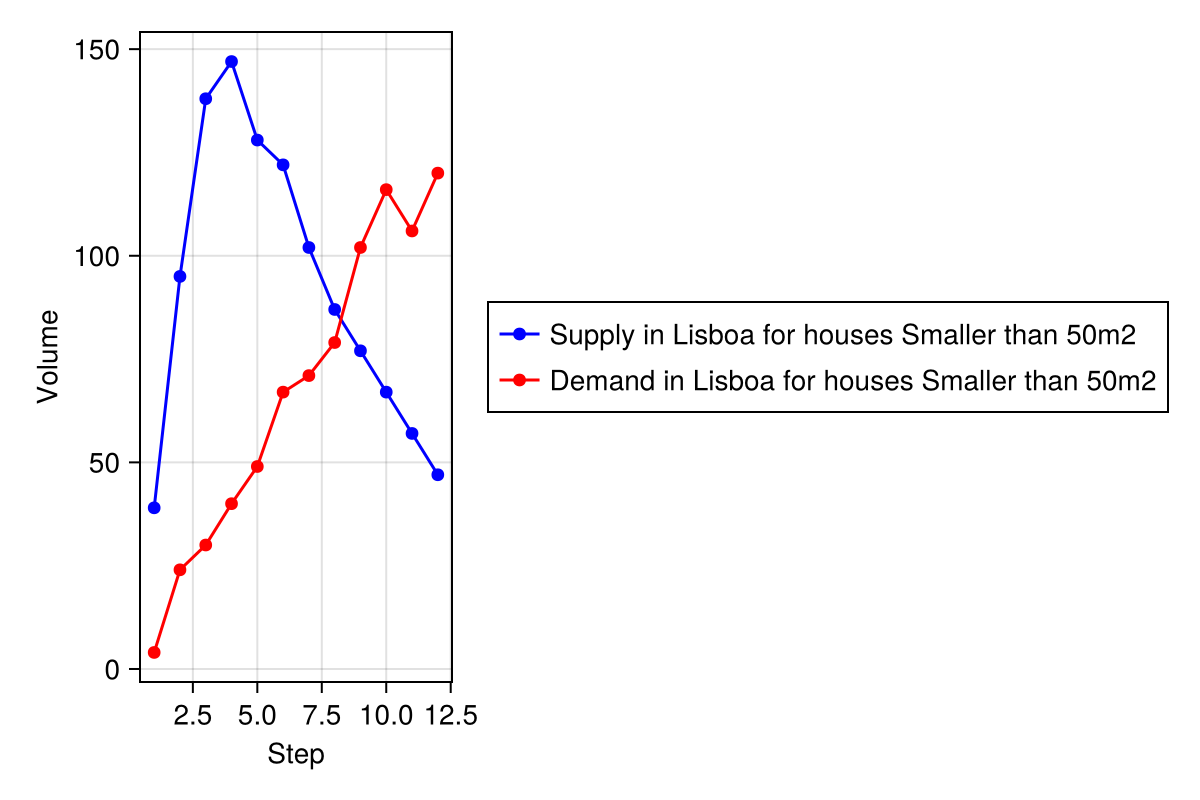 150
100
50
0
Volume
2.5 5.0 7.5 10.0 12.5
Step
Supply in Lisboa for houses Smaller than 50m2
Demand in Lisboa for houses Smaller than 50m2